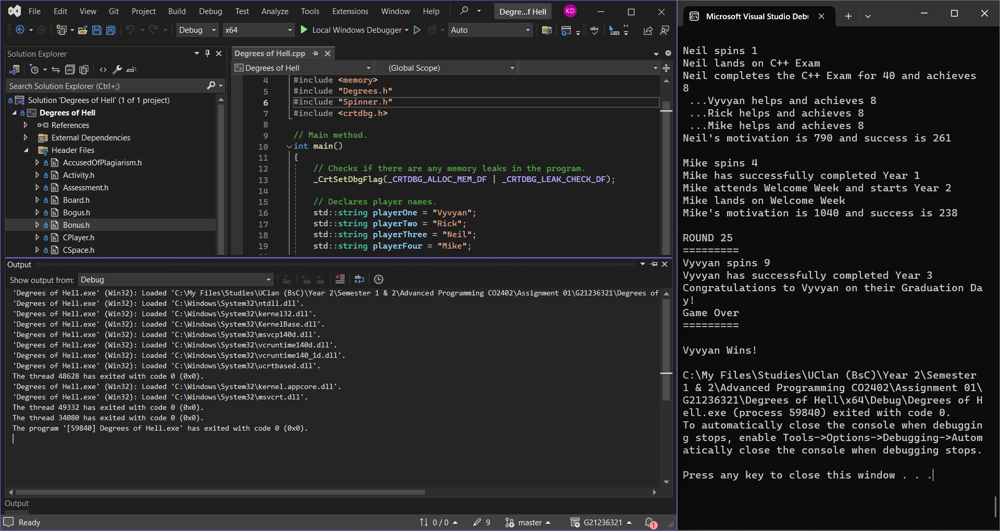 File Edit View Git Project Build Debug Test Analyze Tools Extensions Window Help Degre...f Hell KD
Debug x64 Local Windows Debugger Auto
Solution Explorer
Search Solution Explorer (Ctrl+;)
Solution 'Degrees of Hell' (1 of 1 project)
Degrees of Hell
References
External Dependencies
Header Files
AccusedOfPlagiarism.h
Activity.h
Assessment.h
Board.h
Bogus.h
Bonus.h
CPlayer.h
CSpace.h
Degrees of Hell.cpp
Degrees of Hell (Global Scope)
4 #include <memory>
5 #include "Degrees.h"
6 #include "Spinner.h"
7 #include <crtdbg.h>
8
9 // Main method.
10 int main()
11 {
12 // Checks if there are any memory leaks in the program.
13 _CrtSetDbgFlag(_CRTDBG_ALLOC_MEM_DF | _CRTDBG_LEAK_CHECK_DF);
14
15 // Declares player names.
16 std::string playerOne = "Vyvyan";
17 std::string playerTwo = "Rick";
18 std::string playerThree = "Neil";
19 std::string playerFour = "Mike";
Output
Show output from: Debug
'Degrees of Hell.exe' (Win32): Loaded 'C:\My Files\Studies\UClan (BsC)\Year 2\Semester 1 & 2\Advanced Programming CO2402\Assignment 01\G21236321\Degrees of
'Degrees of Hell.exe' (Win32): Loaded 'C:\Windows\System32\ntdll.dll'.
'Degrees of Hell.exe' (Win32): Loaded 'C:\Windows\System32\kernel32.dll'.
'Degrees of Hell.exe' (Win32): Loaded 'C:\Windows\System32\KernelBase.dll'.
'Degrees of Hell.exe' (Win32): Loaded 'C:\Windows\System32\msvcp140d.dll'.
'Degrees of Hell.exe' (Win32): Loaded 'C:\Windows\System32\vcruntime140d.dll'.
'Degrees of Hell.exe' (Win32): Loaded 'C:\Windows\System32\vcruntime140_1d.dll'.
'Degrees of Hell.exe' (Win32): Loaded 'C:\Windows\System32\ucrtbased.dll'.
The thread 48628 has exited with code 0 (0x0).
'Degrees of Hell.exe' (Win32): Loaded 'C:\Windows\System32\kernel.appcore.dll'.
'Degrees of Hell.exe' (Win32): Loaded 'C:\Windows\System32\msvcrt.dll'.
The thread 49332 has exited with code 0 (0x0).
The thread 34080 has exited with code 0 (0x0).
The program '[59840] Degrees of Hell.exe' has exited with code 0 (0x0).
Output
Ready 0 / 0 9 master G21236321 1
Microsoft Visual Studio Debu
Neil spins 1
Neil lands on C++ Exam
Neil completes the C++ Exam for 40 and achieves
8
...Vyvyan helps and achieves 8
...Rick helps and achieves 8
...Mike helps and achieves 8
Neil's motivation is 790 and success is 261
Mike spins 4
Mike has successfully completed Year 1
Mike attends Welcome Week and starts Year 2
Mike lands on Welcome Week
Mike's motivation is 1040 and success is 238
ROUND 25
=========
Vyvyan spins 9
Vyvyan has successfully completed Year 3
Congratulations to Vyvyan on their Graduation Da
y!
Game Over
=========
Vyvyan Wins!
C:\My Files\Studies\UClan (BsC)\Year 2\Semester
1 & 2\Advanced Programming CO2402\Assignment 01\
G21236321\Degrees of Hell\x64\Debug\Degrees of H
ell.exe (process 59840) exited with code 0.
To automatically close the console when debuggin
g stops, enable Tools->Options->Debugging->Autom
atically close the console when debugging stops.
Press any key to close this window . . .